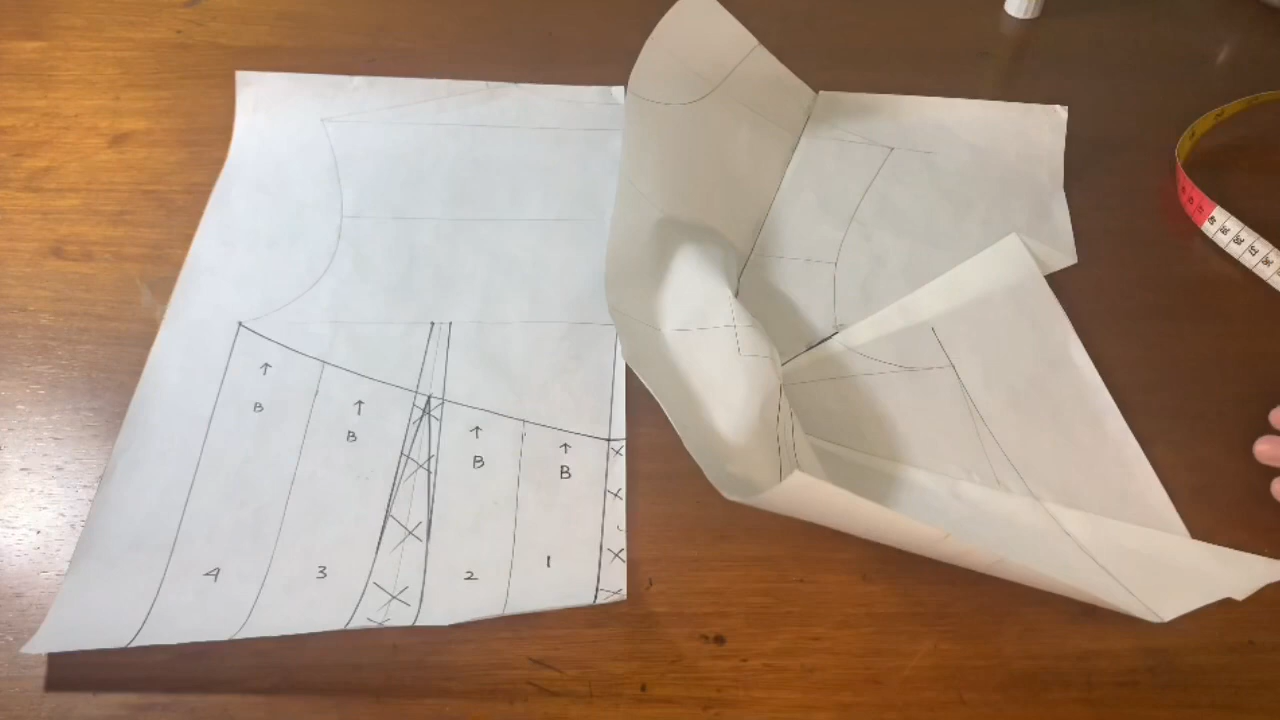 ↑ ↑ ↑ ↑
B B B B
4 3 2 1